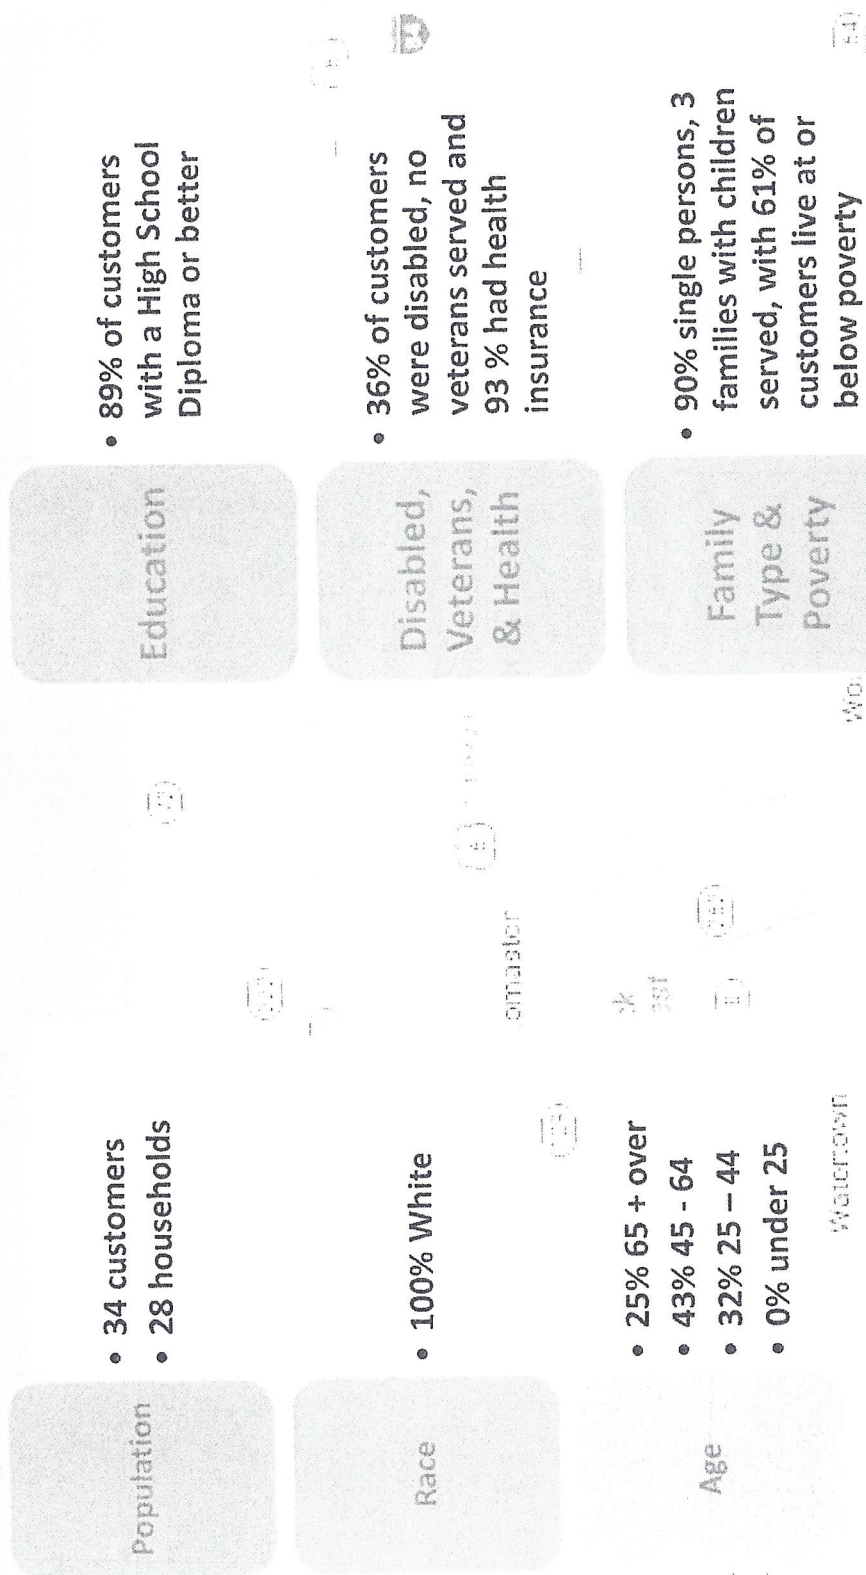 Population
• 34 customers
• 28 households
Race
• 100% White
Age
• 25% 65 + over
• 43% 45 - 64
• 32% 25 – 44
• 0% under 25
Education
• 89% of customers
with a High School
Diploma or better
Disabled,
Veterans,
& Health
• 36% of customers
were disabled, no
veterans served and
93 % had health
insurance
Family
Type &
Poverty
• 90% single persons, 3
families with children
served, with 61% of
customers live at or
below poverty
Watertown
omaston